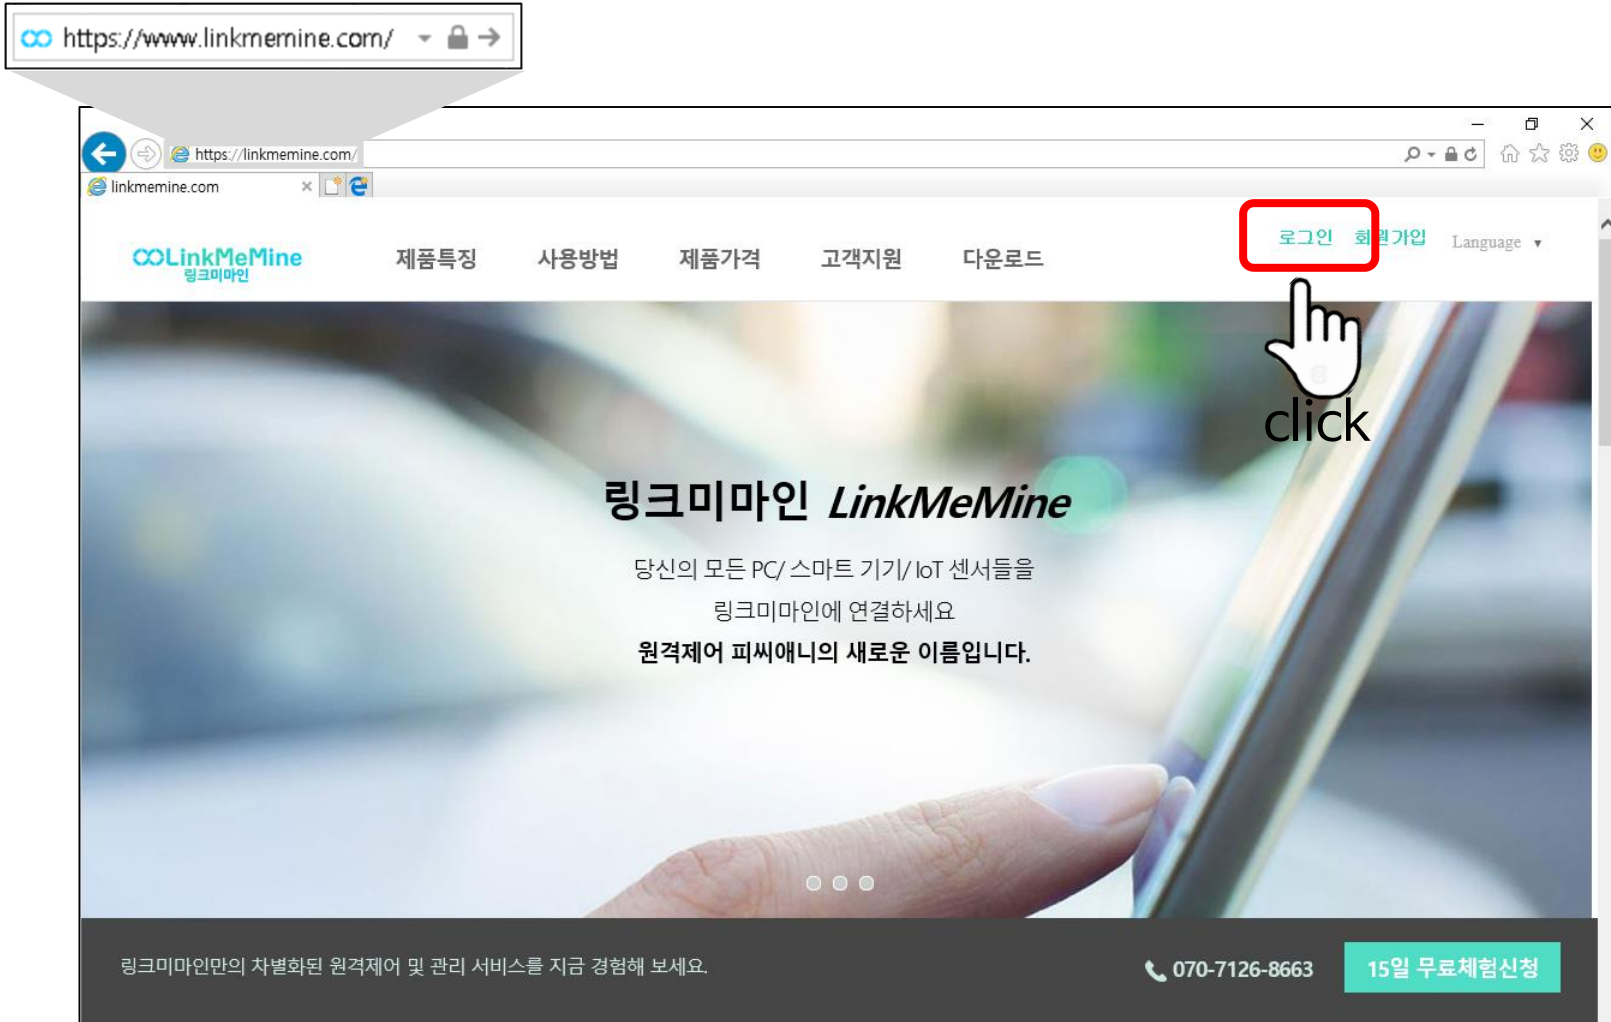 https://www.linkmemine.com/
https://linkmemine.com/
linkmemine.com
LinkMeMine
링크미마인
제품특징 사용방법 제품가격 고객지원 다운로드
로그인 회원가입 Language
click
링크미마인 LinkMeMine
당신의 모든 PC/ 스마트 기기/ IoT 센서들을
링크미마인에 연결하세요
원격제어 피씨애니의 새로운 이름입니다.
링크미마인만의 차별화된 원격제어 및 관리 서비스를 지금 경험해 보세요.
070-7126-8663
15일 무료체험신청